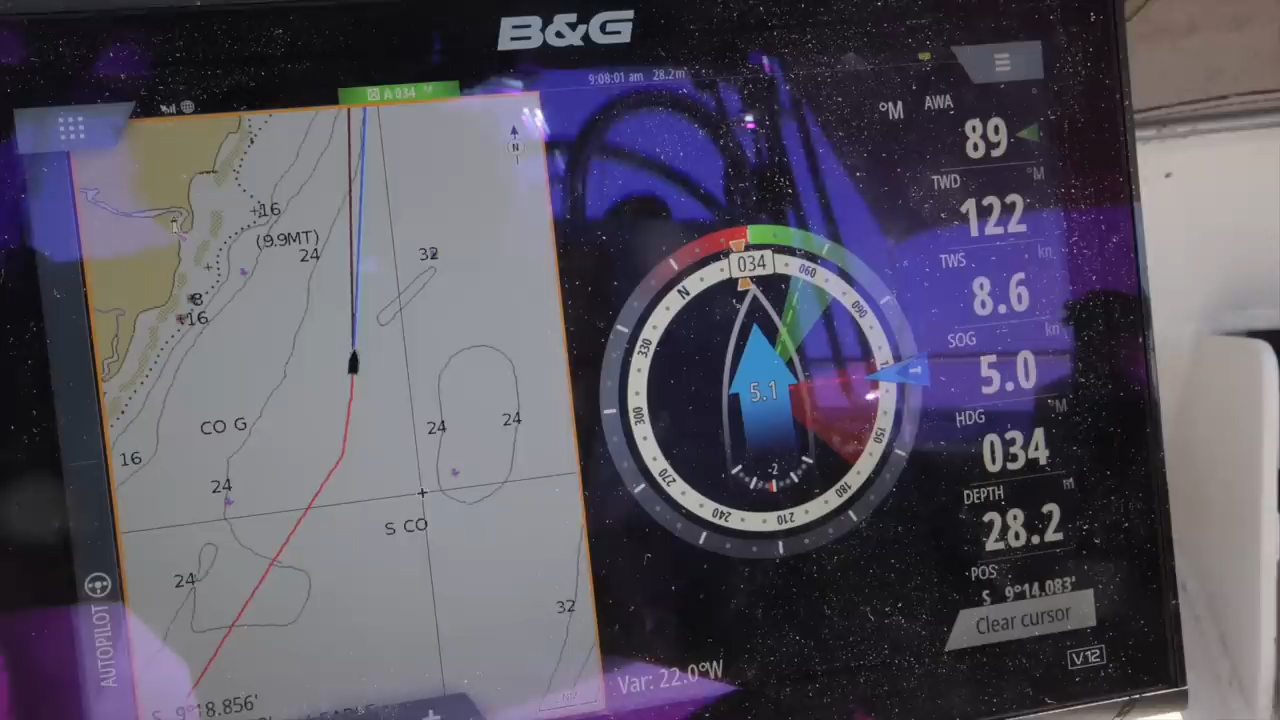 B&G
9:08:01 am 28.2m
A 034 °M
N
16
(9.9MT)
24
32
8
16
CO G
24
24
16
24
S CO
24
32
AUTOPILOT
S 9°18.856'
°M
AWA
89
TWD °M
122
TWS kn
8.6
SOG kn
5.0
HDG °M
034
DEPTH m
28.2
POS
S 9°14.083'
Clear cursor
V12
034
N
060
090
150
180
210
240
270
300
330
T
5.1
-2
Var: 22.0°W